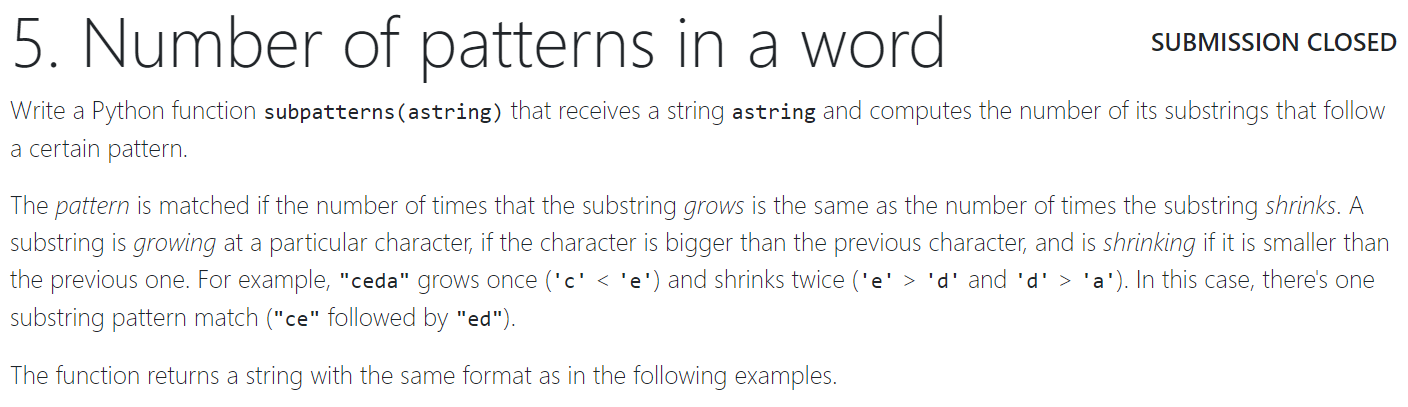 5. Number of patterns in a word
SUBMISSION CLOSED
Write a Python function subpatterns(astring) that receives a string astring and computes the number of its substrings that follow
a certain pattern.
The pattern is matched if the number of times that the substring grows is the same as the number of times the substring shrinks. A
substring is growing at a particular character, if the character is bigger than the previous character, and is shrinking if it is smaller than
the previous one. For example, "ceda" grows once ('c' < 'e') and shrinks twice ('e' > 'd' and 'd' > 'a'). In this case, there's one
substring pattern match ("ce" followed by "ed").
The function returns a string with the same format as in the following examples.